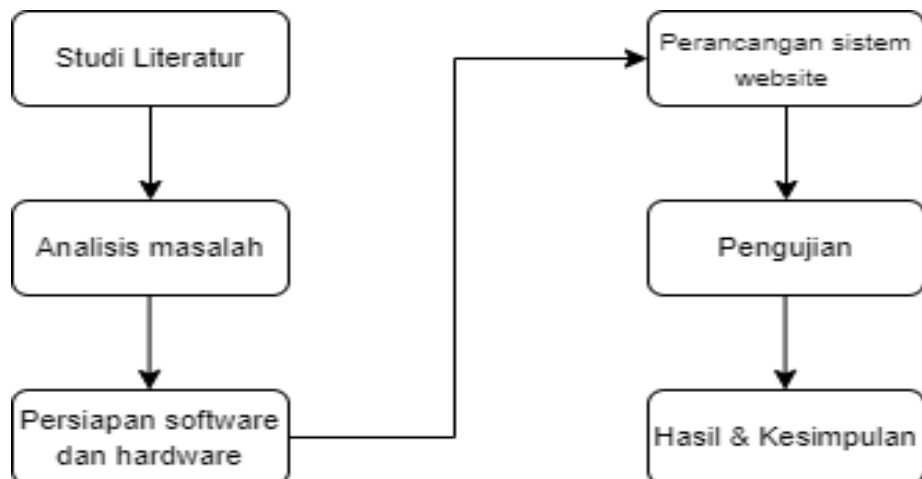 Studi Literatur
Analisis masalah
Persiapan software
dan hardware
Perancangan sistem
website
Pengujian
Hasil & Kesimpulan